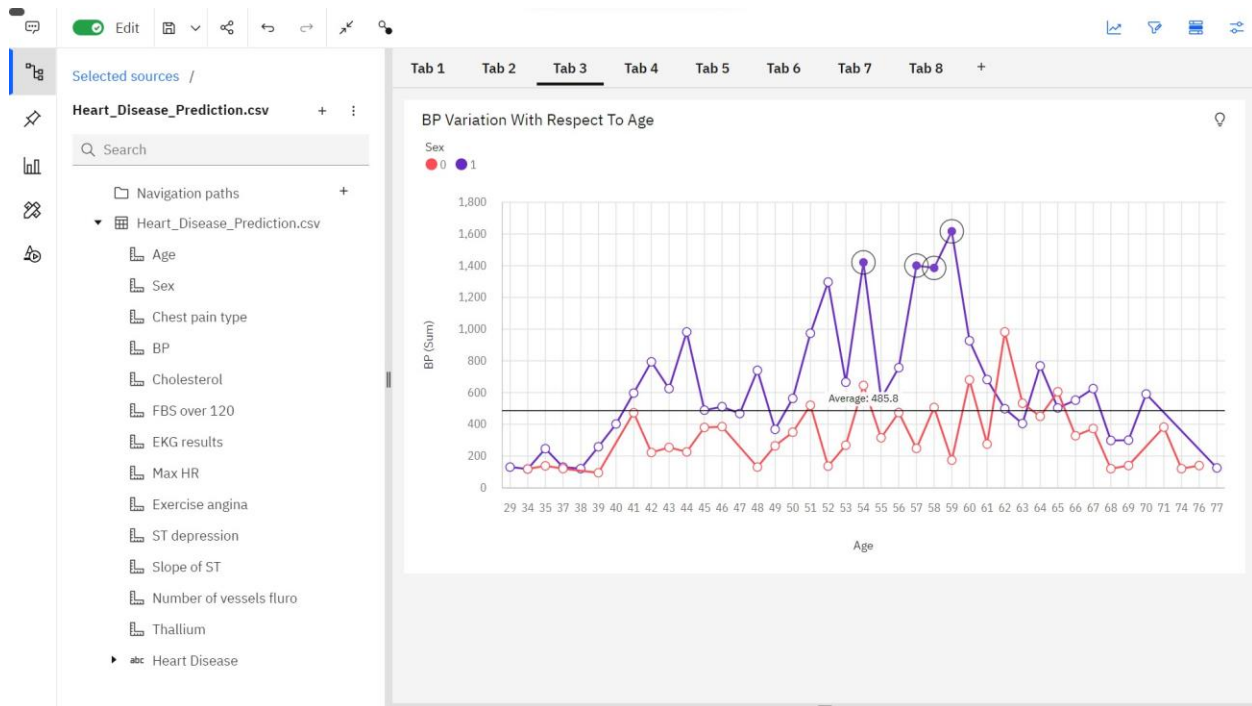 Edit
Tab 1 Tab 2 Tab 3 Tab 4 Tab 5 Tab 6 Tab 7 Tab 8 +
Selected sources /
Heart_Disease_Prediction.csv + ⋮
Search
Navigation paths +
Heart_Disease_Prediction.csv
Age
Sex
Chest pain type
BP
Cholesterol
FBS over 120
EKG results
Max HR
Exercise angina
ST depression
Slope of ST
Number of vessels fluro
Thallium
abc Heart Disease
BP Variation With Respect To Age
Sex
0 1
BP (Sum)
1,800
1,600
1,400
1,200
1,000
800
600
400
200
0
Average: 485.8
29 34 35 37 38 39 40 41 42 43 44 45 46 47 48 49 50 51 52 53 54 55 56 57 58 59 60 61 62 63 64 65 66 67 68 69 70 71 74 76 77
Age